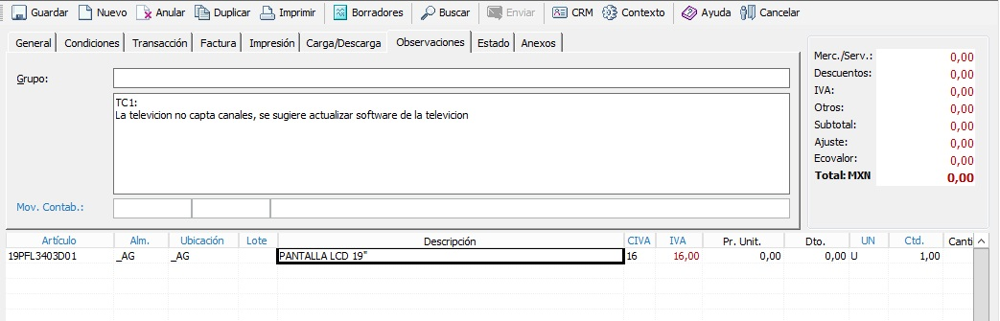 Guardar Nuevo Anular Duplicar Imprimir Borradores Buscar Enviar CRM Contexto Ayuda Cancelar
General Condiciones Transacción Factura Impresión Carga/Descarga Observaciones Estado Anexos
Grupo:
TC1:
La television no capta canales, se sugiere actualizar software de la television
Mov. Contab.:
Merc./Serv.: 0,00
Descuentos: 0,00
IVA: 0,00
Otros: 0,00
Subtotal: 0,00
Ajuste: 0,00
Ecovalor: 0,00
Total: MXN 0,00
Artículo Alm. Ubicación Lote Descripción CIVA IVA Pr. Unit. Dto. UN Ctd. Canti
19PFL3403D01 _AG _AG PANTALLA LCD 19" 16 16,00 0,00 0,00 U 1,00